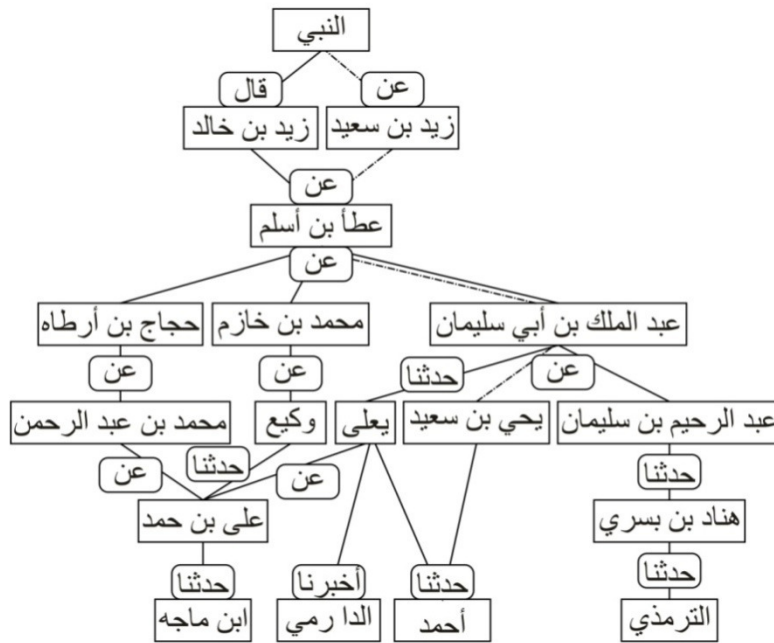 النبي
قال
عن
زيد بن خالد
زيد بن سعيد
عن
عطأ بن أسلم
عن
حجاج بن أرطاه
محمد بن خازم
عبد الملك بن أبي سليمان
عن
عن
حدثنا
عن
محمد بن عبد الرحمن
وكيع
يعلى
يحي بن سعيد
عبد الرحيم بن سليمان
عن
حدثنا
عن
حدثنا
على بن حمد
هناد بن بسري
حدثنا
أخبرنا
حدثنا
حدثنا
ابن ماجه
الدا رمي
أحمد
الترمذي